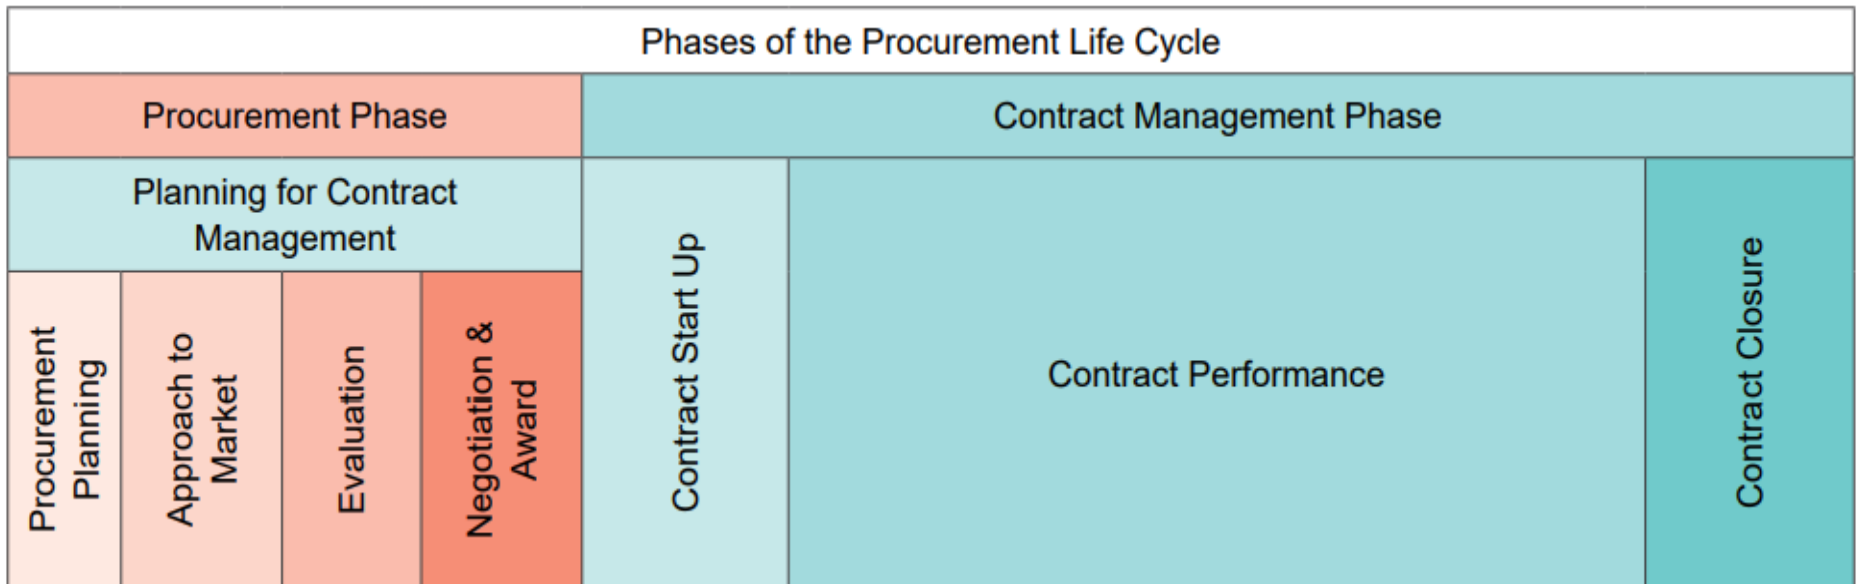 Phases of the Procurement Life Cycle
Procurement Phase
Contract Management Phase
Planning for Contract
Management
Procurement
Planning
Approach to
Market
Evaluation
Negotiation &
Award
Contract Start Up
Contract Performance
Contract Closure